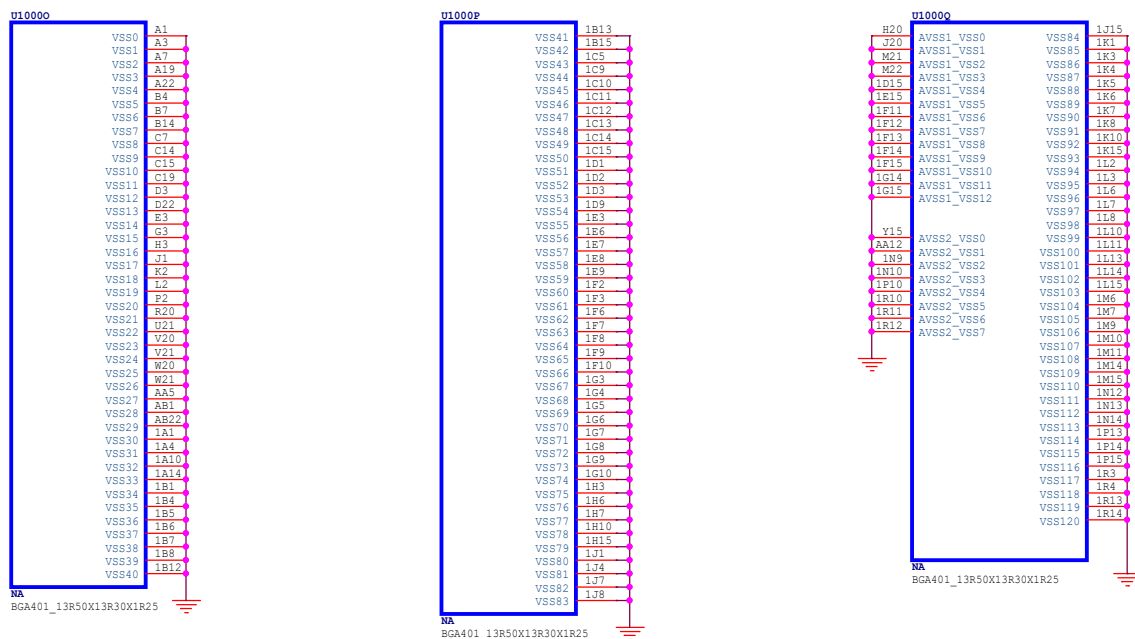 U1000O
VSS0 A1
VSS1 A3
VSS2 A7
VSS3 A19
VSS4 A22
VSS5 B4
VSS6 B7
VSS7 B14
VSS8 C7
VSS9 C14
VSS10 C15
VSS11 C19
VSS12 D3
VSS13 D22
VSS14 E3
VSS15 G3
VSS16 H3
VSS17 J1
VSS18 K2
VSS19 L2
VSS20 P2
VSS21 R20
VSS22 U21
VSS23 V20
VSS24 V21
VSS25 W20
VSS26 W21
VSS27 AA5
VSS28 AB1
VSS29 AB22
VSS30 1A1
VSS31 1A4
VSS32 1A10
VSS33 1A14
VSS34 1B1
VSS35 1B4
VSS36 1B5
VSS37 1B6
VSS38 1B7
VSS39 1B8
VSS40 1B12
NA
BGA401_13R50X13R30X1R25
U1000P
VSS41 1B13
VSS42 1B15
VSS43 1C5
VSS44 1C9
VSS45 1C10
VSS46 1C11
VSS47 1C12
VSS48 1C13
VSS49 1C14
VSS50 1C15
VSS51 1D1
VSS52 1D2
VSS53 1D3
VSS54 1D9
VSS55 1E3
VSS56 1E6
VSS57 1E7
VSS58 1E8
VSS59 1E9
VSS60 1F2
VSS61 1F3
VSS62 1F6
VSS63 1F7
VSS64 1F8
VSS65 1F9
VSS66 1F10
VSS67 1G3
VSS68 1G4
VSS69 1G5
VSS70 1G6
VSS71 1G7
VSS72 1G8
VSS73 1G9
VSS74 1G10
VSS75 1H3
VSS76 1H6
VSS77 1H7
VSS78 1H10
VSS79 1H15
VSS80 1J1
VSS81 1J4
VSS82 1J7
VSS83 1J8
NA
BGA401_13R50X13R30X1R25
U1000Q
H20 AVSS1_VSS0 VSS84 1J15
J20 AVSS1_VSS1 VSS85 1K1
M21 AVSS1_VSS2 VSS86 1K3
M22 AVSS1_VSS3 VSS87 1K4
1D15 AVSS1_VSS4 VSS88 1K5
1E15 AVSS1_VSS5 VSS89 1K6
1F11 AVSS1_VSS6 VSS90 1K7
1F12 AVSS1_VSS7 VSS91 1K8
1F13 AVSS1_VSS8 VSS92 1K10
1F14 AVSS1_VSS9 VSS93 1K15
1F15 AVSS1_VSS10 VSS94 1L2
1G14 AVSS1_VSS11 VSS95 1L3
1G15 AVSS1_VSS12 VSS96 1L6
VSS97 1L7
VSS98 1L8
Y15 AVSS2_VSS0 VSS99 1L10
AA12 AVSS2_VSS1 VSS100 1L11
1N9 AVSS2_VSS2 VSS101 1L13
1N10 AVSS2_VSS3 VSS102 1L14
1P10 AVSS2_VSS4 VSS103 1L15
1R10 AVSS2_VSS5 VSS104 1M6
1R11 AVSS2_VSS6 VSS105 1M7
1R12 AVSS2_VSS7 VSS106 1M9
VSS107 1M10
VSS108 1M11
VSS109 1M14
VSS110 1M15
VSS111 1N12
VSS112 1N13
VSS113 1N14
VSS114 1P13
VSS115 1P14
VSS116 1P15
VSS117 1R3
VSS118 1R4
VSS119 1R13
VSS120 1R14
NA
BGA401_13R50X13R30X1R25